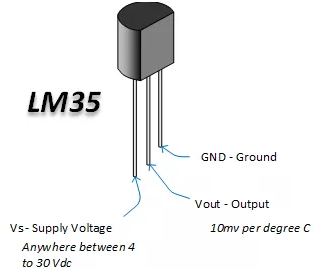 LM35
GND - Ground
Vout - Output
10mv per degree C
Vs - Supply Voltage
Anywhere between 4
to 30 Vdc